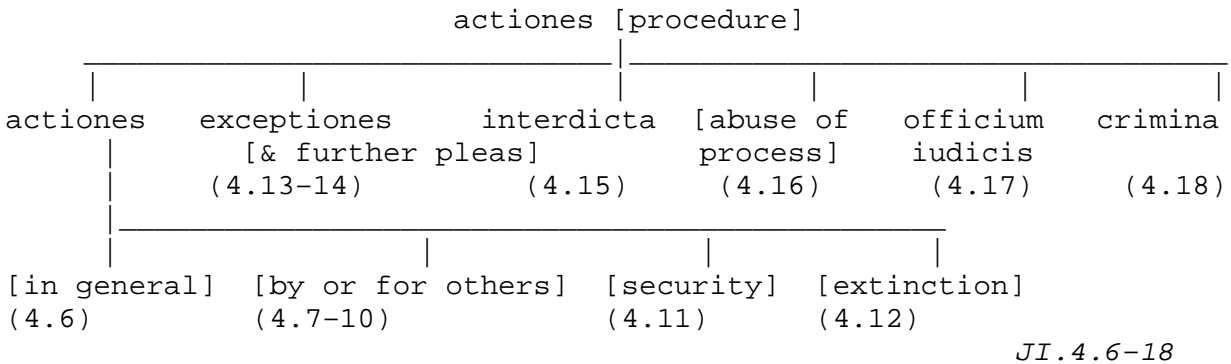 actiones [procedure]
actiones exceptiones interdicta [abuse of officium crimina
[& further pleas] process] iudicis
(4.13–14) (4.15) (4.16) (4.17) (4.18)
[in general] [by or for others] [security] [extinction]
(4.6) (4.7–10) (4.11) (4.12)
JI.4.6–18